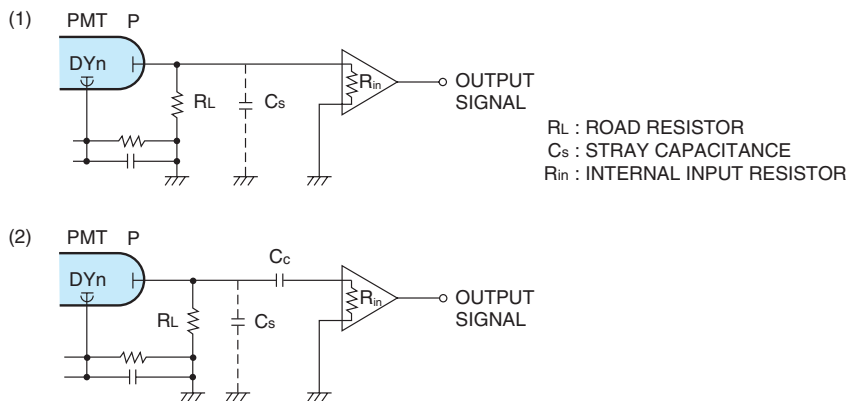 (1)
PMT P
DYn
RL
Cs
Rin
OUTPUT
SIGNAL
RL : ROAD RESISTOR
Cs : STRAY CAPACITANCE
Rin : INTERNAL INPUT RESISTOR
(2)
PMT P
Cc
DYn
RL
Cs
Rin
OUTPUT
SIGNAL